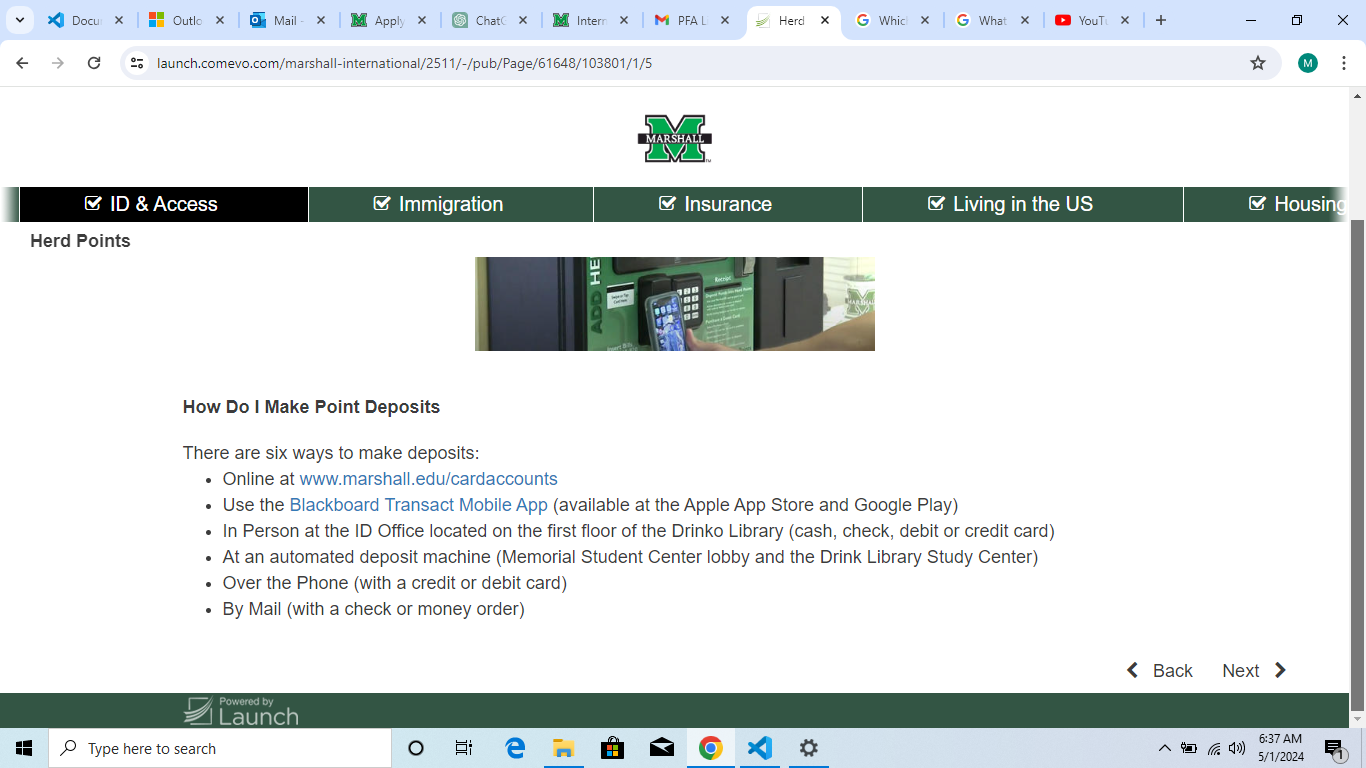 Docu
Outlo
Mail -
Apply
ChatG
Intern
PFA L
Herd
Which
What
YouTu
launch.comevo.com/marshall-international/2511/-/pub/Page/61648/103801/1/5
M
MARSHALL
ID & Access
Immigration
Insurance
Living in the US
Housing
Herd Points
ADD HE
Receipt
How Do I Make Point Deposits
There are six ways to make deposits:
Online at www.marshall.edu/cardaccounts
Use the Blackboard Transact Mobile App (available at the Apple App Store and Google Play)
In Person at the ID Office located on the first floor of the Drinko Library (cash, check, debit or credit card)
At an automated deposit machine (Memorial Student Center lobby and the Drink Library Study Center)
Over the Phone (with a credit or debit card)
By Mail (with a check or money order)
Back
Next
Powered by
Launch
Type here to search
6:37 AM
5/1/2024
1